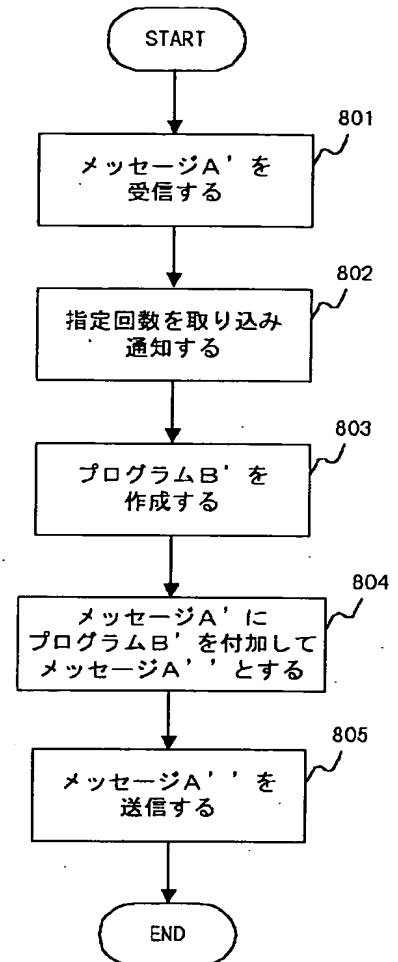 START
801
メッセージA'を
受信する
802
指定回数を取り込み
通知する
803
プログラムB'を
作成する
804
メッセージA'に
プログラムB'を付加して
メッセージA''とする
805
メッセージA''を
送信する
END